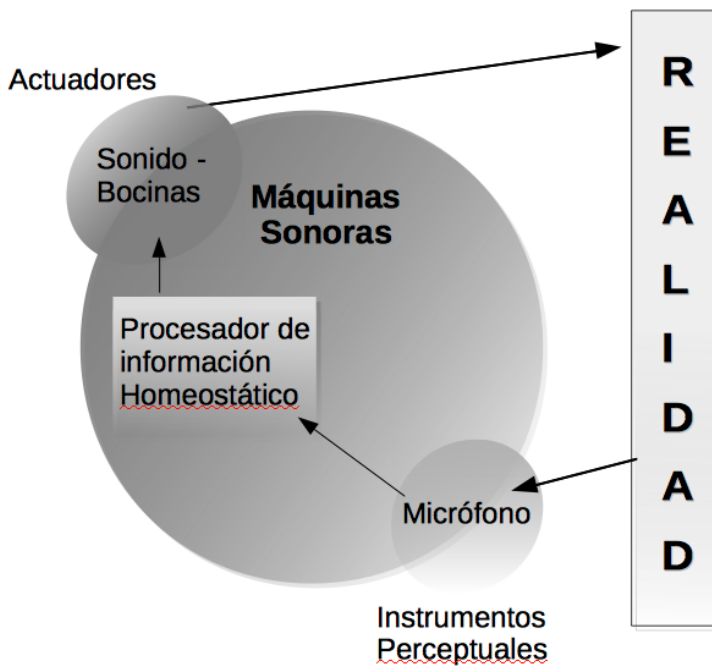 Actuadores
Sonido -
Bocinas
Máquinas
Sonoras
Procesador de
información
Homeostático
Micrófono
Instrumentos
Perceptuales
R
E
A
L
I
D
A
D